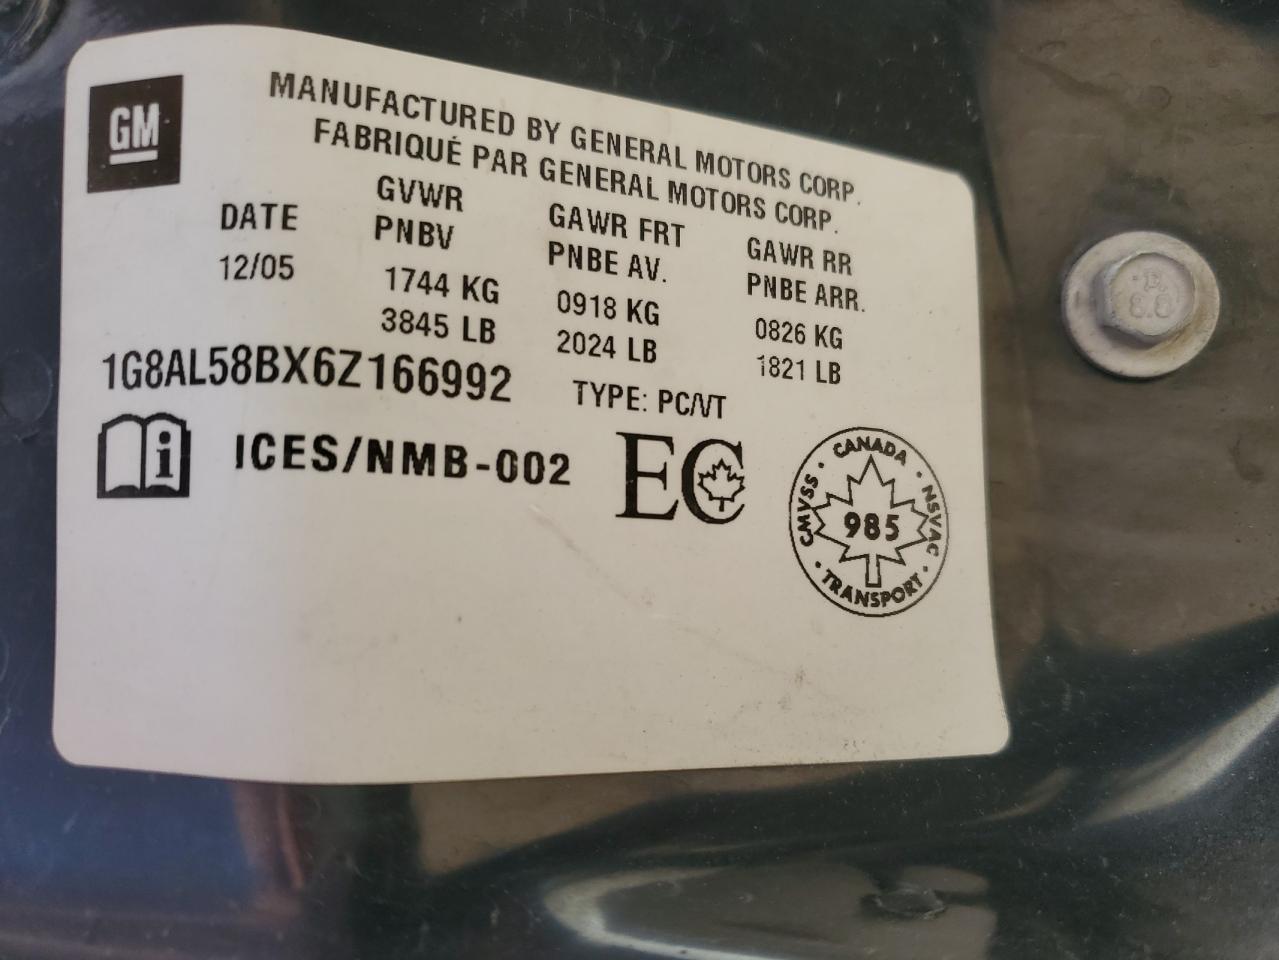 GM
MANUFACTURED BY GENERAL MOTORS CORP.
FABRIQUÉ PAR GENERAL MOTORS CORP.
DATE GVWR PNBV GAWR FRT PNBE AV. GAWR RR PNBE ARR.
12/05 1744 KG 0918 KG 0826 KG
3845 LB 2024 LB 1821 LB
1G8AL58BX6Z166992 TYPE: PC/VT
i ICES/NMB-002 EC
CANADA · NSVAC · TRANSPORT · CMVSS ·
985
8.8